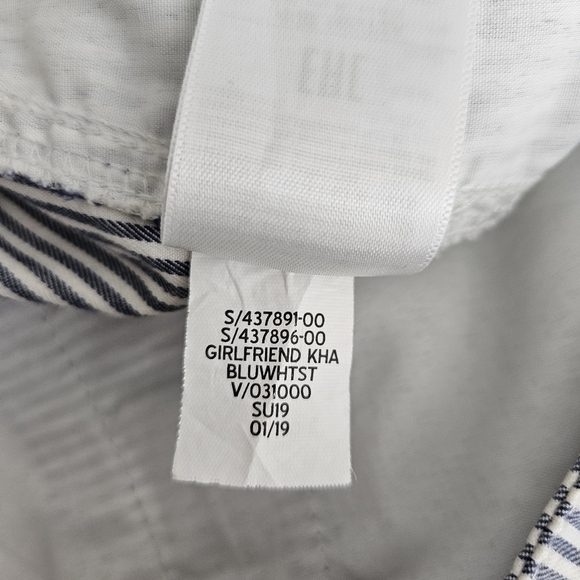 S/437891-00
S/437896-00
GIRLFRIEND KHA
BLUWHTST
V/031000
SU19
01/19